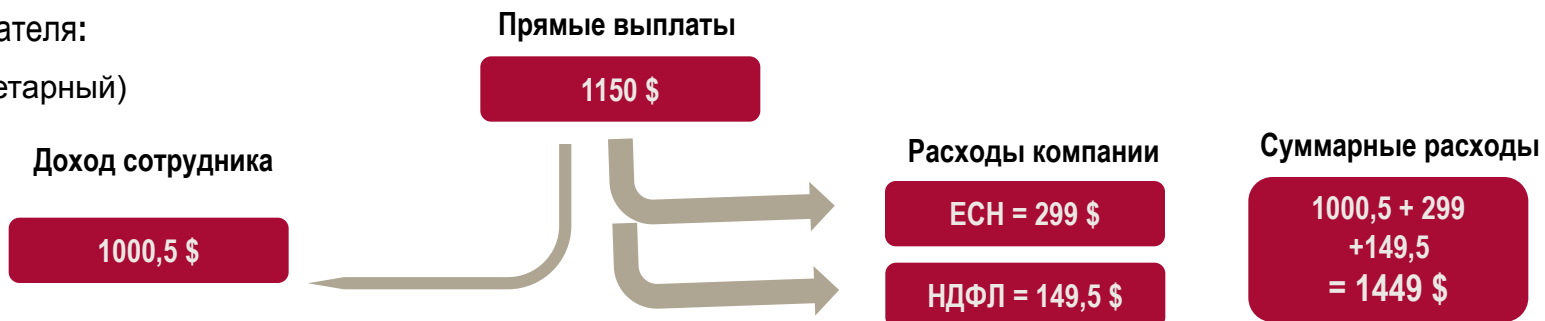 ателя:
етарный)
Прямые выплаты
1150 $
Доход сотрудника
1000,5 $
Расходы компании
ЕСН = 299 $
НДФЛ = 149,5 $
Суммарные расходы
1000,5 + 299
+149,5
= 1449 $